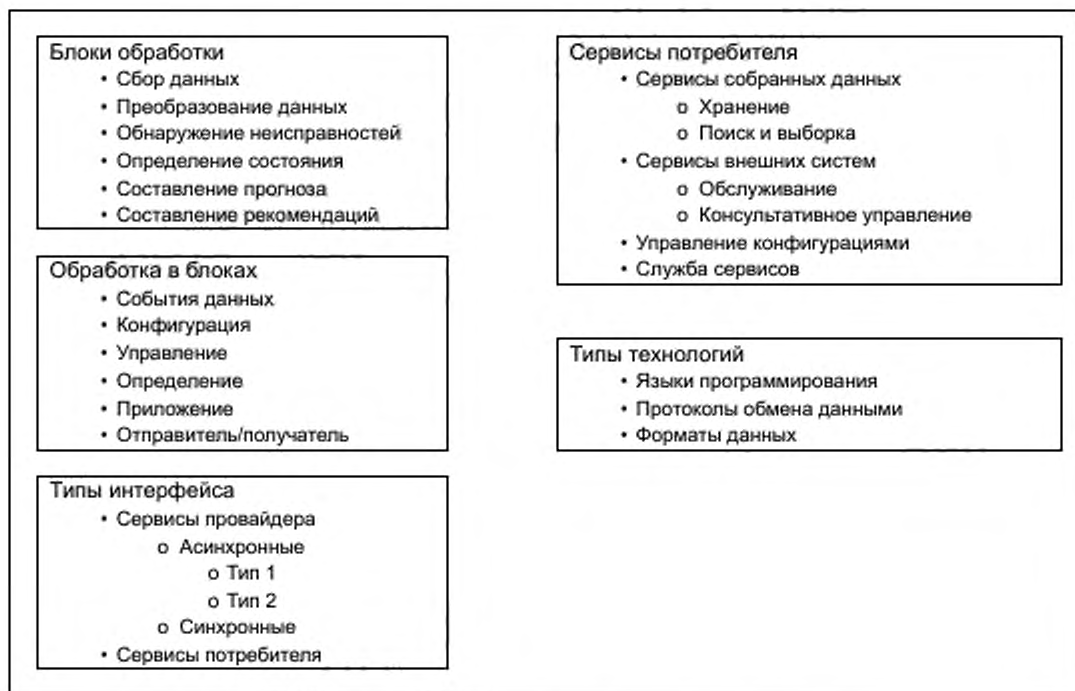 Блоки обработки
• Сбор данных
• Преобразование данных
• Обнаружение неисправностей
• Определение состояния
• Составление прогноза
• Составление рекомендаций
Обработка в блоках
• События данных
• Конфигурация
• Управление
• Определение
• Приложение
• Отправитель/получатель
Типы интерфейса
• Сервисы провайдера
o Асинхронные
o Тип 1
o Тип 2
o Синхронные
• Сервисы потребителя
Сервисы потребителя
• Сервисы собранных данных
o Хранение
o Поиск и выборка
• Сервисы внешних систем
o Обслуживание
o Консультативное управление
• Управление конфигурациями
• Служба сервисов
Типы технологий
• Языки программирования
• Протоколы обмена данными
• Форматы данных